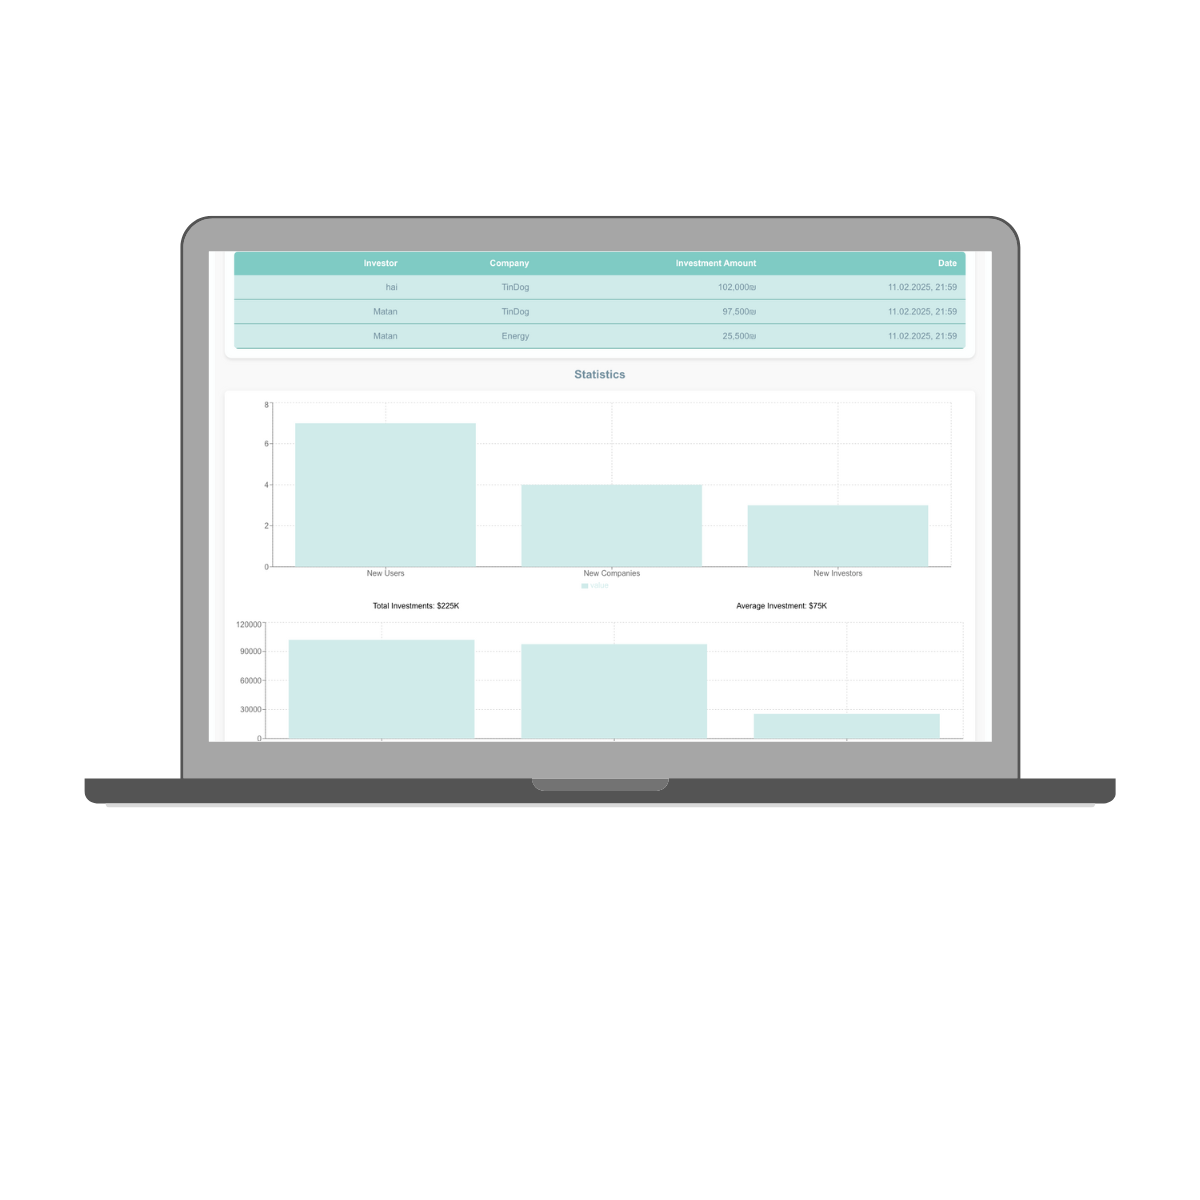 Investor Company Investment Amount Date
hai TinDog 102,000₪ 11.02.2025, 21:59
Matan TinDog 97,500₪ 11.02.2025, 21:59
Matan Energy 25,500₪ 11.02.2025, 21:59
Statistics
8
6
4
2
0
New Users New Companies New Investors
value
Total Investments: $225K Average Investment: $75K
120000
90000
60000
30000
0